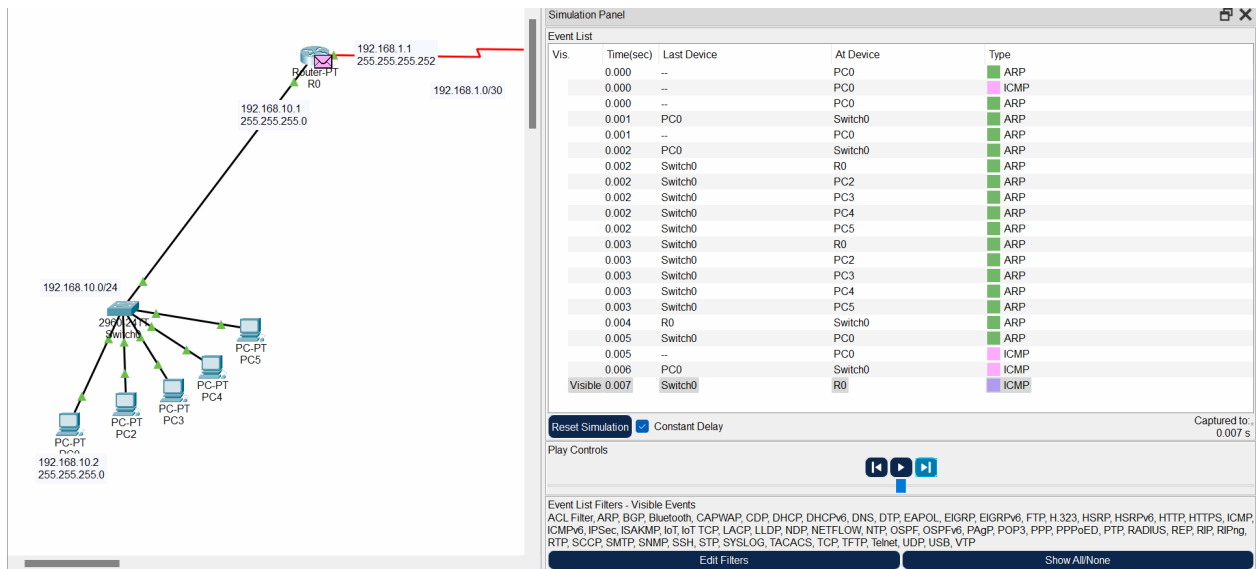 192.168.1.1
255.255.255.252
Router-PT
R0
192.168.1.0/30
192.168.10.1
255.255.255.0
192.168.10.0/24
Switch0
PC-PT
PC5
PC-PT
PC4
PC-PT
PC3
PC-PT
PC2
PC-PT
192.168.10.2
255.255.255.0
Simulation Panel
Event List
Vis. Time(sec) Last Device At Device Type
0.000 -- PC0 ARP
0.000 -- PC0 ICMP
0.000 -- PC0 ARP
0.001 PC0 Switch0 ARP
0.001 -- PC0 ARP
0.002 PC0 Switch0 ARP
0.002 Switch0 R0 ARP
0.002 Switch0 PC2 ARP
0.002 Switch0 PC3 ARP
0.002 Switch0 PC4 ARP
0.002 Switch0 PC5 ARP
0.003 Switch0 R0 ARP
0.003 Switch0 PC2 ARP
0.003 Switch0 PC3 ARP
0.003 Switch0 PC4 ARP
0.003 Switch0 PC5 ARP
0.004 R0 Switch0 ARP
0.005 Switch0 PC0 ARP
0.005 -- PC0 ICMP
0.006 PC0 Switch0 ICMP
Visible 0.007 Switch0 R0 ICMP
Reset Simulation Constant Delay Captured to:
0.007 s
Play Controls
Event List Filters - Visible Events
ACL Filter, ARP, BGP, Bluetooth, CAPWAP, CDP, DHCP, DHCPv6, DNS, DTP, EAPOL, EIGRP, EIGRPv6, FTP, H.323, HSRP, HSRPv6, HTTP, HTTPS, ICMP,
ICMPv6, IPSec, ISAKMP, IoT, IoT TCP, LACP, LLDP, NDP, NETFLOW, NTP, OSPF, OSPFv6, PAgP, POP3, PPP, PPPoED, PTP, RADIUS, REP, RIP, RIPng,
RTP, SCCP, SMTP, SNMP, SSH, STP, SYSLOG, TACACS, TCP, TFTP, Telnet, UDP, USB, VTP
Edit Filters Show All/None